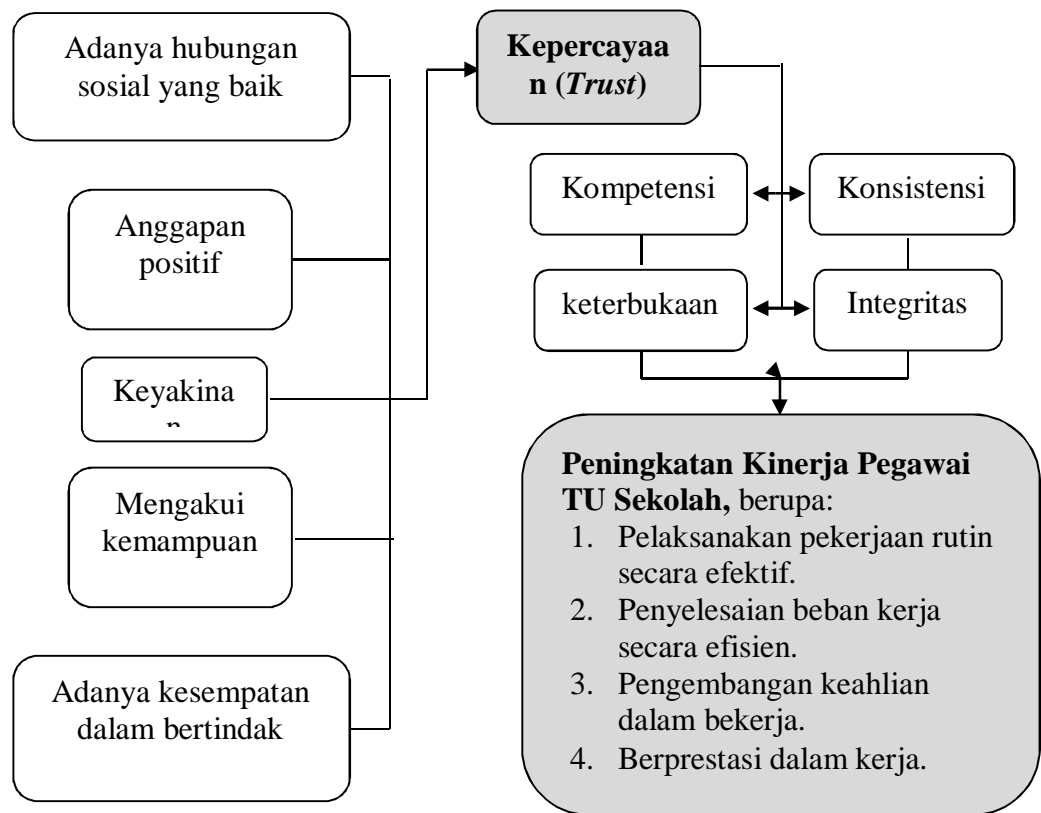 Adanya hubungan
sosial yang baik
Anggapan
positif
Keyakina
n
Mengakui
kemampuan
Adanya kesempatan
dalam bertindak
Kepercayaa
n (Trust)
Kompetensi
Konsistensi
keterbukaan
Integritas
Peningkatan Kinerja Pegawai
TU Sekolah, berupa:
1. Pelaksanakan pekerjaan rutin
secara efektif.
2. Penyelesaian beban kerja
secara efisien.
3. Pengembangan keahlian
dalam bekerja.
4. Berprestasi dalam kerja.